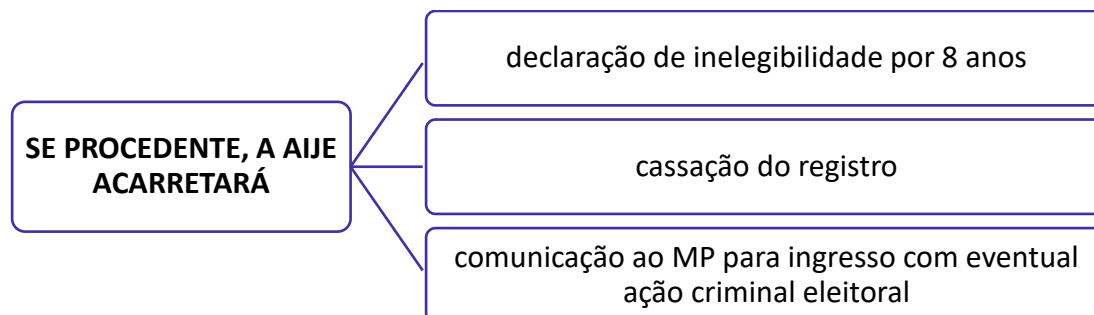 SE PROCEDENTE, A AIJE
ACARRETARÁ
declaração de inelegibilidade por 8 anos
cassação do registro
comunicação ao MP para ingresso com eventual
ação criminal eleitoral